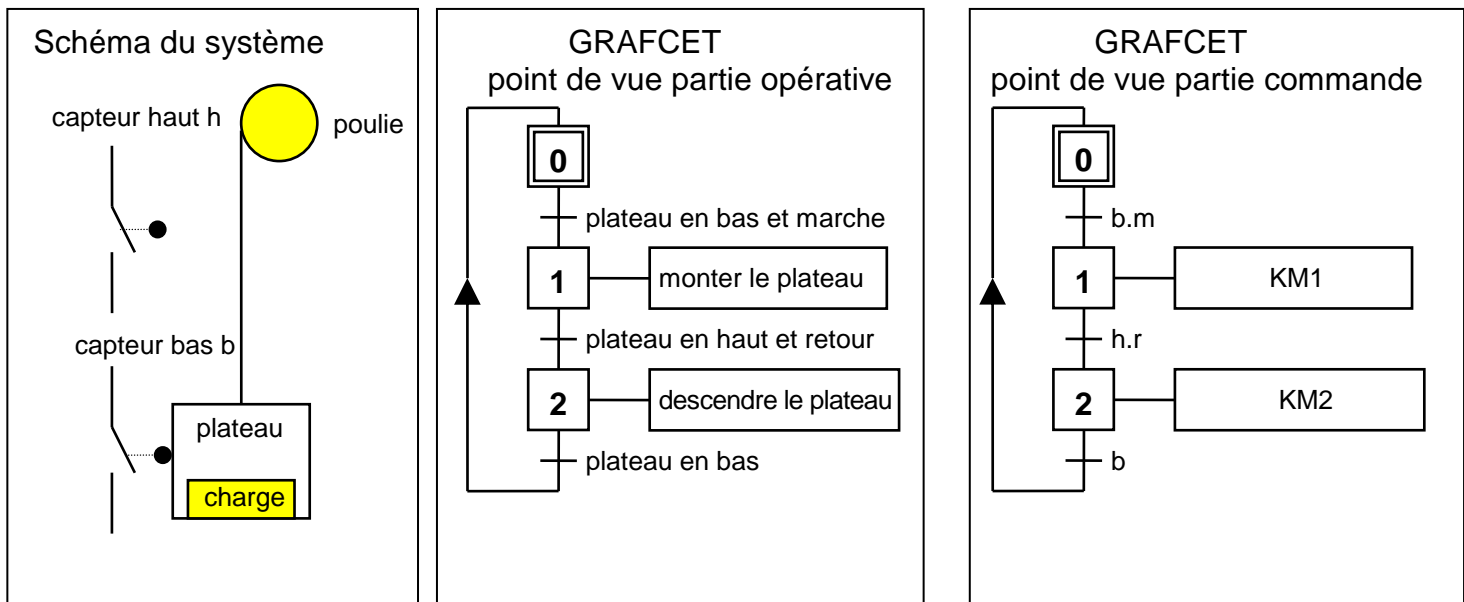 Schéma du système
capteur haut h
poulie
capteur bas b
plateau
charge
GRAFCET
point de vue partie opérative
0
plateau en bas et marche
1
monter le plateau
plateau en haut et retour
2
descendre le plateau
plateau en bas
GRAFCET
point de vue partie commande
0
b.m
1
KM1
h.r
2
KM2
b